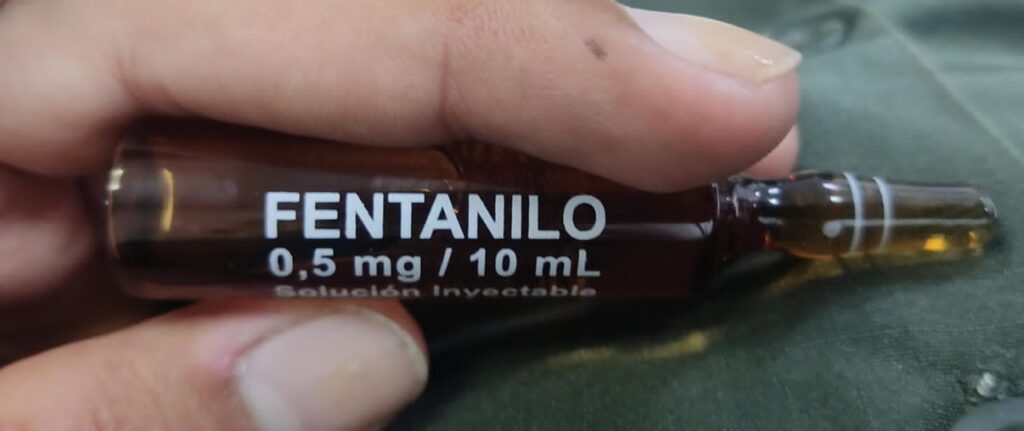 FENTANILO
0,5 mg / 10 mL
Solución Inyectable